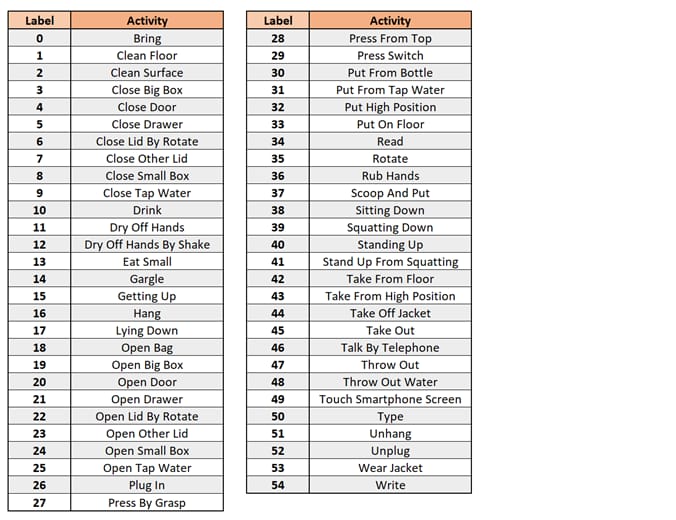 Label Activity
0 Bring
1 Clean Floor
2 Clean Surface
3 Close Big Box
4 Close Door
5 Close Drawer
6 Close Lid By Rotate
7 Close Other Lid
8 Close Small Box
9 Close Tap Water
10 Drink
11 Dry Off Hands
12 Dry Off Hands By Shake
13 Eat Small
14 Gargle
15 Getting Up
16 Hang
17 Lying Down
18 Open Bag
19 Open Big Box
20 Open Door
21 Open Drawer
22 Open Lid By Rotate
23 Open Other Lid
24 Open Small Box
25 Open Tap Water
26 Plug In
27 Press By Grasp
Label Activity
28 Press From Top
29 Press Switch
30 Put From Bottle
31 Put From Tap Water
32 Put High Position
33 Put On Floor
34 Read
35 Rotate
36 Rub Hands
37 Scoop And Put
38 Sitting Down
39 Squatting Down
40 Standing Up
41 Stand Up From Squatting
42 Take From Floor
43 Take From High Position
44 Take Off Jacket
45 Take Out
46 Talk By Telephone
47 Throw Out
48 Throw Out Water
49 Touch Smartphone Screen
50 Type
51 Unhang
52 Unplug
53 Wear Jacket
54 Write